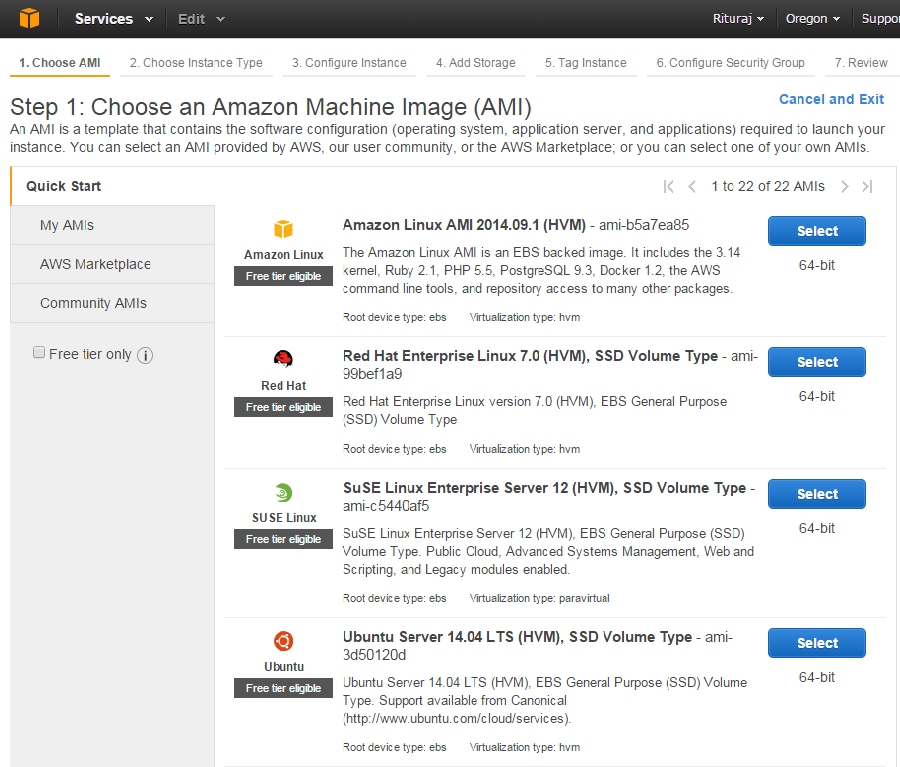 Services Edit Rituraj Oregon Suppo
1. Choose AMI 2. Choose Instance Type 3. Configure Instance 4. Add Storage 5. Tag Instance 6. Configure Security Group 7. Review
Step 1: Choose an Amazon Machine Image (AMI)
Cancel and Exit
An AMI is a template that contains the software configuration (operating system, application server, and applications) required to launch your
instance. You can select an AMI provided by AWS, our user community, or the AWS Marketplace; or you can select one of your own AMIs.
Quick Start
1 to 22 of 22 AMIs
My AMIs
AWS Marketplace
Community AMIs
Free tier only
Amazon Linux
Free tier eligible
Amazon Linux AMI 2014.09.1 (HVM) - ami-b5a7ea85
The Amazon Linux AMI is an EBS backed image. It includes the 3.14
kernel, Ruby 2.1, PHP 5.5, PostgreSQL 9.3, Docker 1.2, the AWS
command line tools, and repository access to many other packages.
Root device type: ebs Virtualization type: hvm
Select
64-bit
Red Hat
Free tier eligible
Red Hat Enterprise Linux 7.0 (HVM), SSD Volume Type - ami-
99bef1a9
Red Hat Enterprise Linux version 7.0 (HVM), EBS General Purpose
(SSD) Volume Type
Root device type: ebs Virtualization type: hvm
Select
64-bit
SUSE Linux
Free tier eligible
SuSE Linux Enterprise Server 12 (HVM), SSD Volume Type -
ami-c5440af5
SuSE Linux Enterprise Server 12 (HVM), EBS General Purpose (SSD)
Volume Type. Public Cloud, Advanced Systems Management, Web and
Scripting, and Legacy modules enabled.
Root device type: ebs Virtualization type: paravirtual
Select
64-bit
Ubuntu
Free tier eligible
Ubuntu Server 14.04 LTS (HVM), SSD Volume Type - ami-
3d50120d
Ubuntu Server 14.04 LTS (HVM), EBS General Purpose (SSD) Volume
Type. Support available from Canonical
(http://www.ubuntu.com/cloud/services).
Root device type: ebs Virtualization type: hvm
Select
64-bit